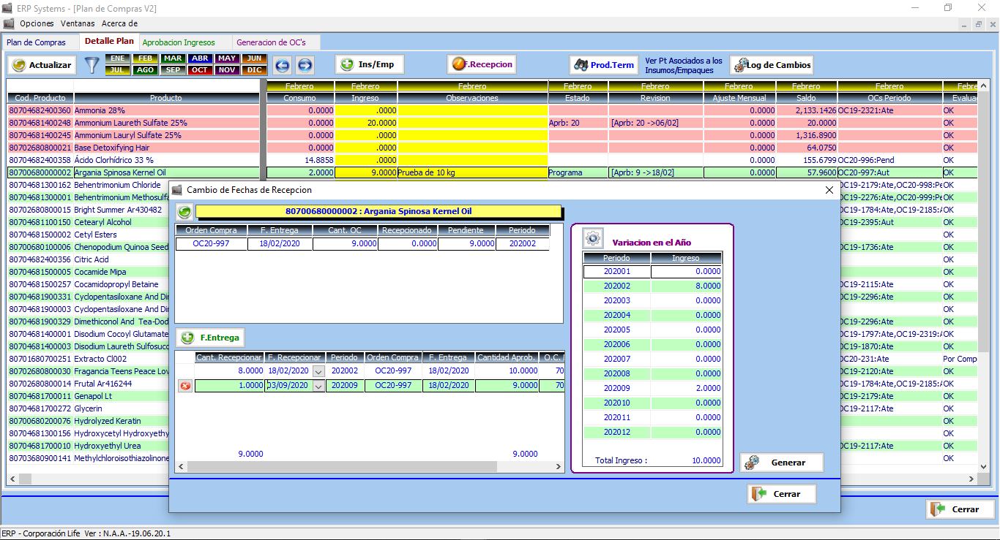 ERP Systems - [Plan de Compras V2]
Opciones Ventanas Acerca de
Plan de Compras Detalle Plan Aprobacion Ingresos Generacion de OC's
Actualizar ENE FEB MAR ABR MAY JUN Ins/Emp F.Recepcion Prod.Term Ver Pt Asociados a los Log de Cambios
JUL AGO SEP OCT NOV DIC Insumos/Empaques
Febrero Febrero Febrero Febrero Febrero Febrero Febrero Febrero Febre
Cod. Producto Producto Consumo Ingreso Observaciones Estado Revision Ajuste Mensual Saldo OCs Periodo Evaluac
80704682400360 Ammonia 28% 0.0000 .0000 0.0000 2,133.1426 OC19-2321:Ate OK
80704681400248 Ammonium Laureth Sulfate 25% 0.0000 20.0000 Aprb: 20 [Aprb: 20 ->06/02] 0.0000 20.0000 OK
80704681400245 Ammonium Lauryl Sulfate 25% 0.0000 .0000 0.0000 1,316.8900 OK
80702680800021 Base Detoxifying Hair 0.0000 .0000 0.0000 64.0750 OK
80704682400358 Ácido Clorhídrico 33 % 14.8858 .0000 0.0000 155.6799 OC20-996:Pend OK
80700680000002 Argania Spinosa Kernel Oil 2.0000 9.0000 Prueba de 10 kg Programa [Aprb: 9 ->18/02] 0.0000 57.9600 OC20-997:Aut OK
80704681300162 Behentrimonium Chloride OC19-2179:Ate,OC20-998:Pe OK
80704681300001 Behentrimonium Methosulfa OC19-2276:Ate,OC20-999:Pe OK
80702680800015 Bright Summer Ar430482 OC19-1784:Ate,OC19-2185:A OK
80704681100150 Cetearyl Alcohol OC19-2395:Aut OK
80704681500002 Cetyl Esters OK
80700680100006 Chenopodium Quinoa Seed OC19-1736:Ate OK
80704682400356 Citric Acid OK
80704681500005 Cocamide Mipa OK
80704681500257 Cocamidopropyl Betaine OC19-2115:Ate OK
80704681900331 Cyclopentasiloxane And Di OC19-2296:Ate OK
80704681900003 Cyclopentasiloxane And Di OK
80704681900329 Dimethiconol And Tea-Dod OC19-2296:Ate OK
80704681400001 Disodium Cocoyl Glutamate OC19-1797:Ate,OC19-2319:A OK
80704681400003 Disodium Laureth Sulfosucc OC19-1870:Ate OK
80701680700251 Extracto Cl002 OC20-231:Ate Por Comp
80702680800030 Fragancia Teens Peace Lov OC19-2120:Ate OK
80702680800014 Frutal Ar416244 OC19-1784:Ate,OC19-2185:A OK
80704681700011 Genapol Lt OC19-2179:Ate OK
80704681700272 Glycerin OC19-2117:Ate OK
80700680200076 Hydrolyzed Keratin OK
80704681300156 Hydroxycetyl Hydroxyethy OK
80704681700010 Hydroxyethyl Urea OC19-2117:Ate OK
80703680900141 Methylchloroisothiazolinone OK
Cambio de Fechas de Recepcion
80700680000002 : Argania Spinosa Kernel Oil
Orden Compra F. Entrega Cant. OC Recepcionado Pendiente Periodo
OC20-997 18/02/2020 9.0000 0.0000 9.0000 202002
F.Entrega
Cant. Recepcionar F. Recepcionar Periodo Orden Compra F. Entrega Cantidad Aprob. O.C.
8.0000 18/02/2020 202002 OC20-997 18/02/2020 10.0000 70
1.0000 03/09/2020 202009 OC20-997 18/02/2020 9.0000 70
9.0000 9.0000
Variacion en el Año
Periodo Ingreso
202001 0.0000
202002 8.0000
202003 0.0000
202004 0.0000
202005 0.0000
202006 0.0000
202007 0.0000
202008 0.0000
202009 2.0000
202010 0.0000
202011 0.0000
202012 0.0000
Total Ingreso : 10.0000
Generar
Cerrar
Cerrar
ERP - Corporación Life Ver : N.A.A.-19.06.20.1